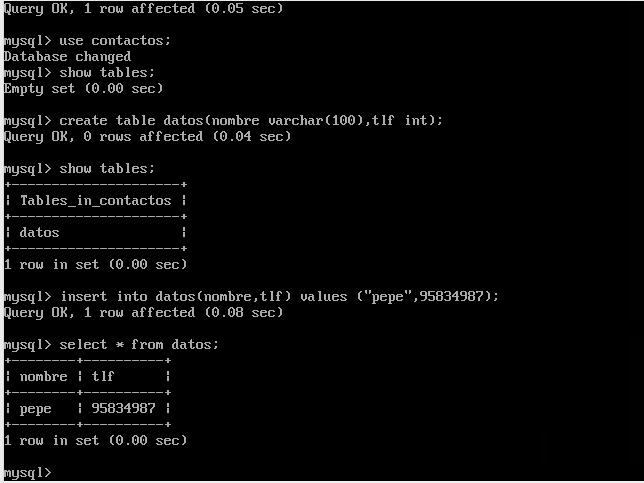 Query OK, 1 row affected (0.05 sec)
mysql> use contactos;
Database changed
mysql> show tables;
Empty set (0.00 sec)
mysql> create table datos(nombre varchar(100),tlf int);
Query OK, 0 rows affected (0.04 sec)
mysql> show tables;
+---------------------+
| Tables_in_contactos |
+---------------------+
| datos               |
+---------------------+
1 row in set (0.00 sec)
mysql> insert into datos(nombre,tlf) values ("pepe",95834987);
Query OK, 1 row affected (0.08 sec)
mysql> select * from datos;
+--------+----------+
| nombre | tlf      |
+--------+----------+
| pepe   | 95834987 |
+--------+----------+
1 row in set (0.00 sec)
mysql>